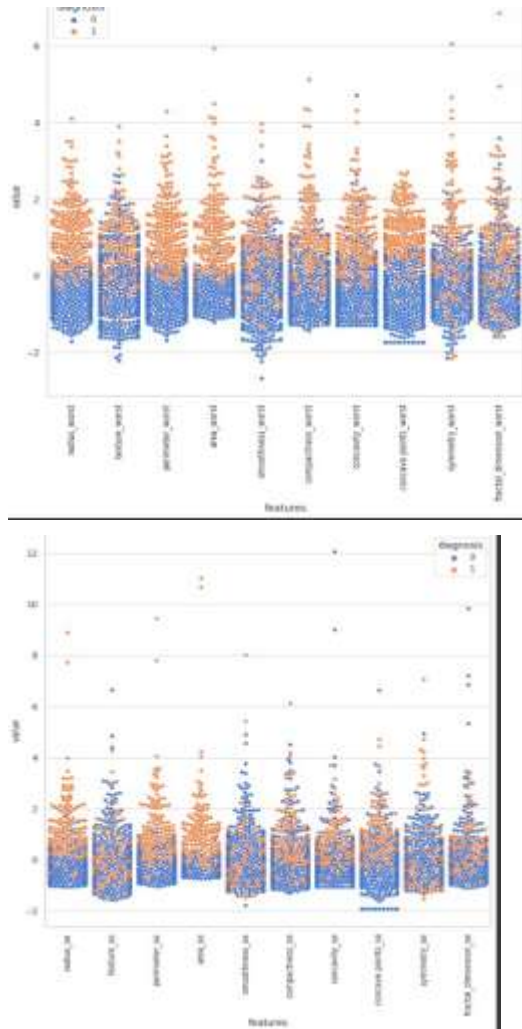 diagnosis
0
1
6
4
2
0
−2
value
radius_worst
texture_worst
perimeter_worst
area_worst
smoothness_worst
compactness_worst
concavity_worst
concave points_worst
symmetry_worst
fractal_dimension_worst
features
diagnosis
0
1
12
10
8
6
4
2
0
−2
value
radius_se
texture_se
perimeter_se
area_se
smoothness_se
compactness_se
concavity_se
concave points_se
symmetry_se
fractal_dimension_se
features